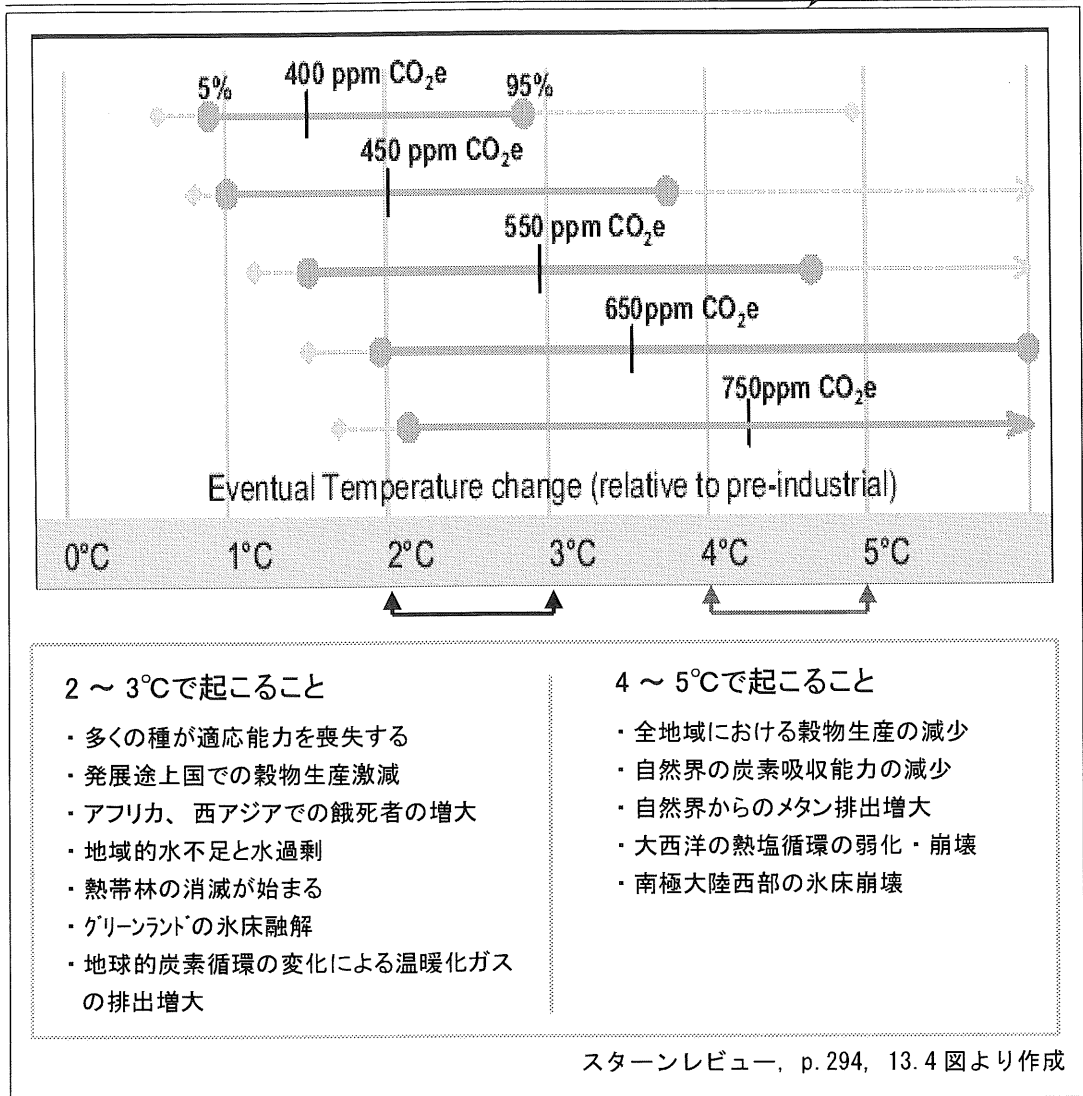 400 ppm CO₂e
5%
95%
450 ppm CO₂e
550 ppm CO₂e
650ppm CO₂e
750ppm CO₂e
Eventual Temperature change (relative to pre-industrial)
0°C 1°C 2°C 3°C 4°C 5°C
2 ～ 3℃で起こること
・多くの種が適応能力を喪失する
・発展途上国での穀物生産激減
・アフリカ、西アジアでの餓死者の増大
・地域的水不足と水過剰
・熱帯林の消滅が始まる
・ｸﾞﾘｰﾝﾗﾝﾄﾞの氷床融解
・地球的炭素循環の変化による温暖化ガス
の排出増大
4 ～ 5℃で起こること
・全地域における穀物生産の減少
・自然界の炭素吸収能力の減少
・自然界からのメタン排出増大
・大西洋の熱塩循環の弱化・崩壊
・南極大陸西部の氷床崩壊
スターンレビュー, p.294, 13.4図より作成